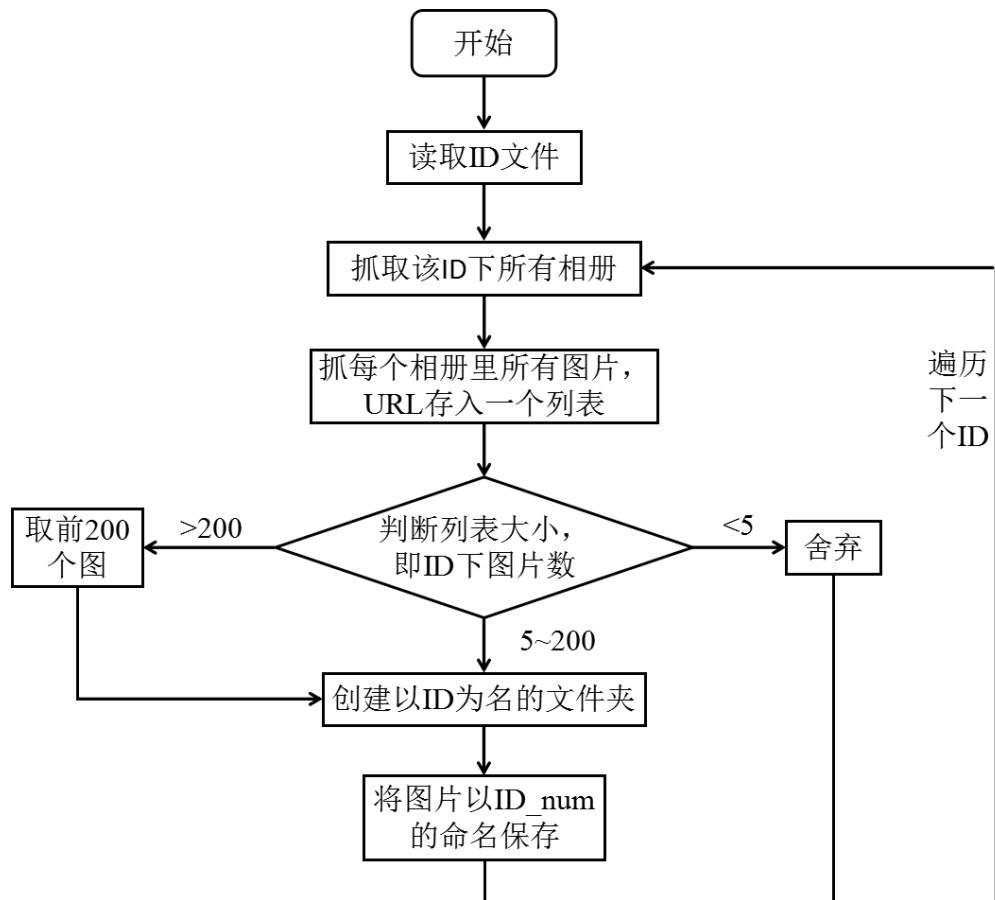 开始
读取ID文件
抓取该ID下所有相册
抓每个相册里所有图片，
URL存入一个列表
遍历
下一
个ID
取前200
个图
>200
判断列表大小，
即ID下图片数
<5
舍弃
5~200
创建以ID为名的文件夹
将图片以ID_num
的命名保存